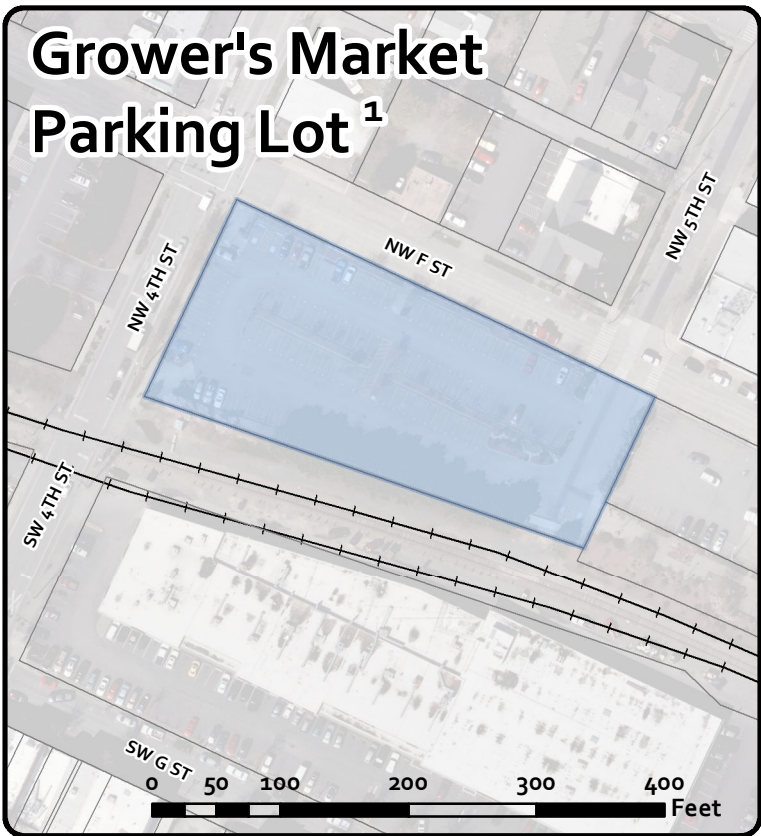 Grower's Market
Parking Lot ¹
NW 5TH ST
NW F ST
NW 4TH ST
SW 4TH ST
SW G ST
0 50 100 200 300 400
Feet